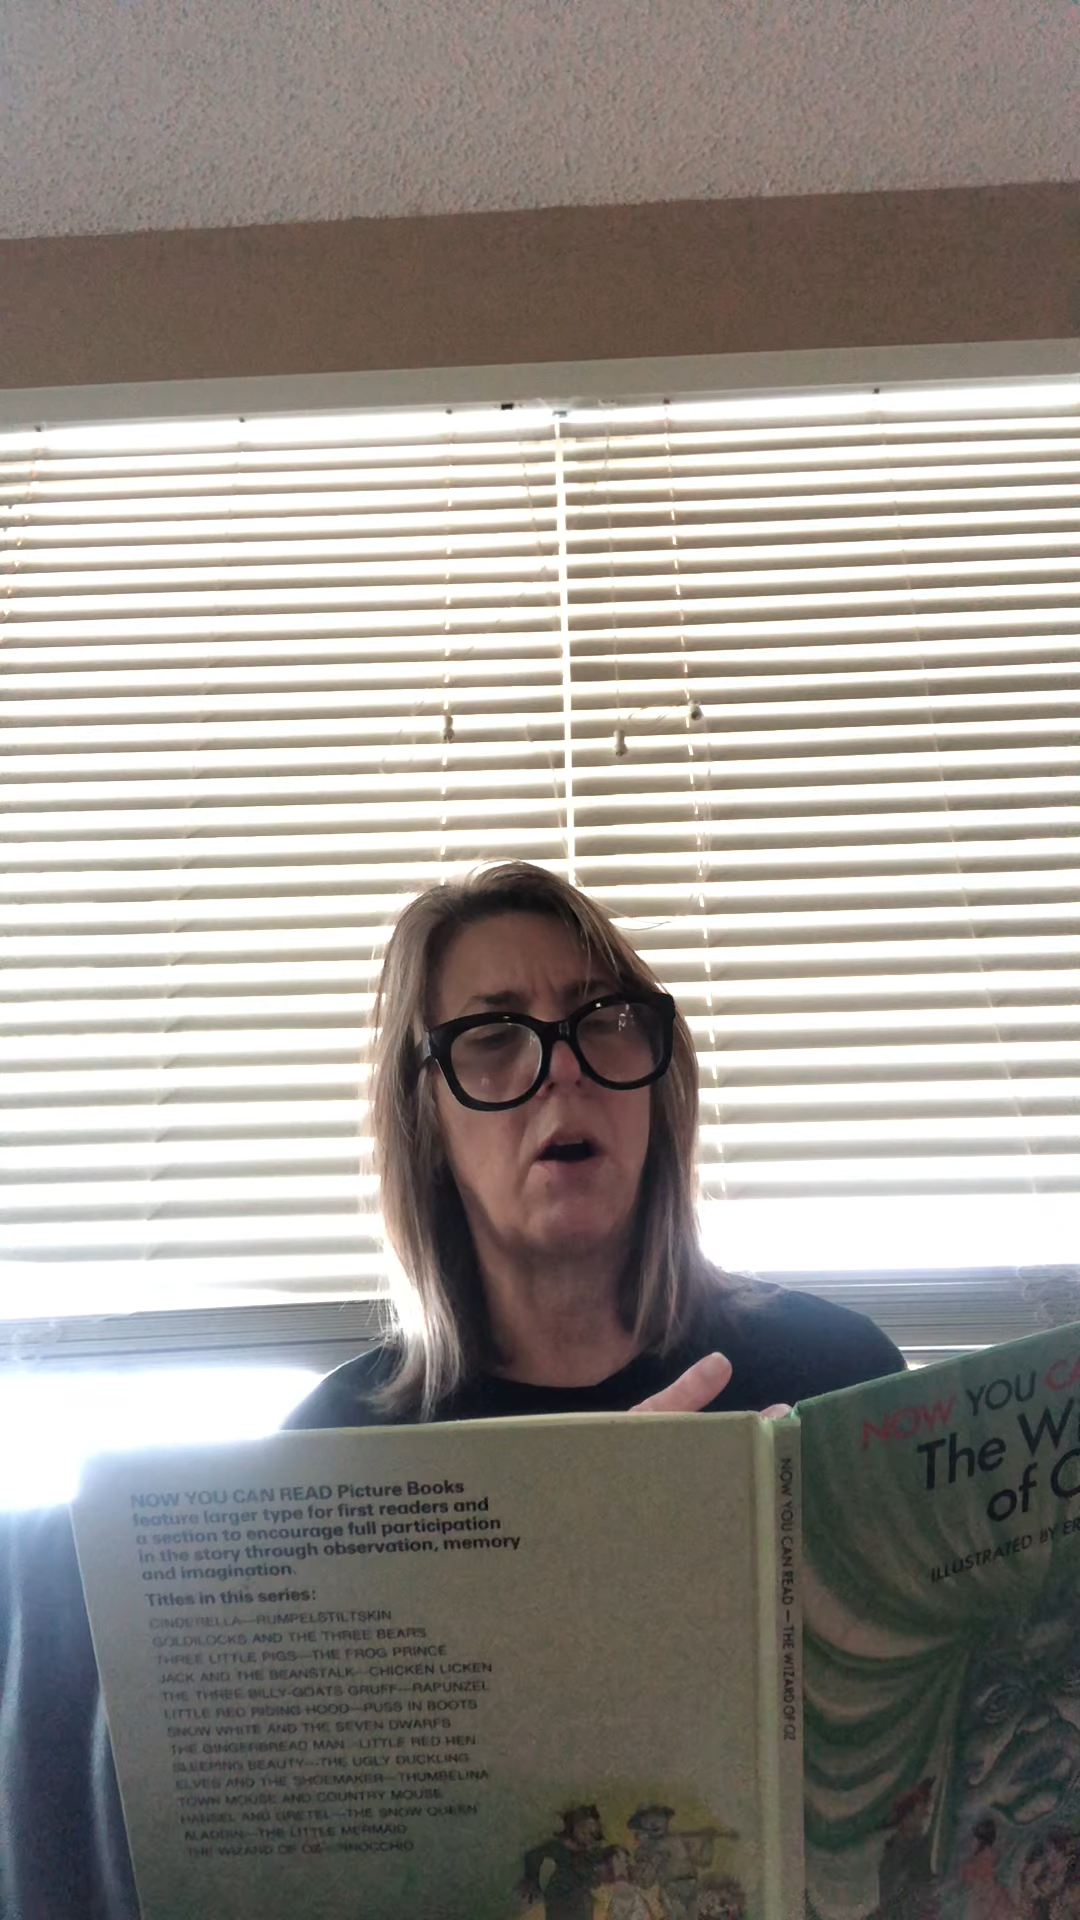 NOW YOU CAN READ Picture Books
feature larger type for first readers and
a section to encourage full participation
in the story through observation, memory
and imagination.
Titles in this series:
CINDERELLA—RUMPELSTILTSKIN
GOLDILOCKS AND THE THREE BEARS
THREE LITTLE PIGS—THE FROG PRINCE
JACK AND THE BEANSTALK—CHICKEN LICKEN
THE THREE BILLY-GOATS GRUFF—RAPUNZEL
LITTLE RED RIDING HOOD—PUSS IN BOOTS
SNOW WHITE AND THE SEVEN DWARFS
THE GINGERBREAD MAN—LITTLE RED HEN
SLEEPING BEAUTY—THE UGLY DUCKLING
ELVES AND THE SHOEMAKER—THUMBELINA
TOWN MOUSE AND COUNTRY MOUSE
HANSEL AND GRETEL—THE SNOW QUEEN
ALADDIN—THE LITTLE MERMAID
THE WIZARD OF OZ—PINOCCHIO
NOW YOU CAN READ — THE WIZARD OF OZ
NOW YOU CA
The W
of O
ILLUSTRATED BY ER